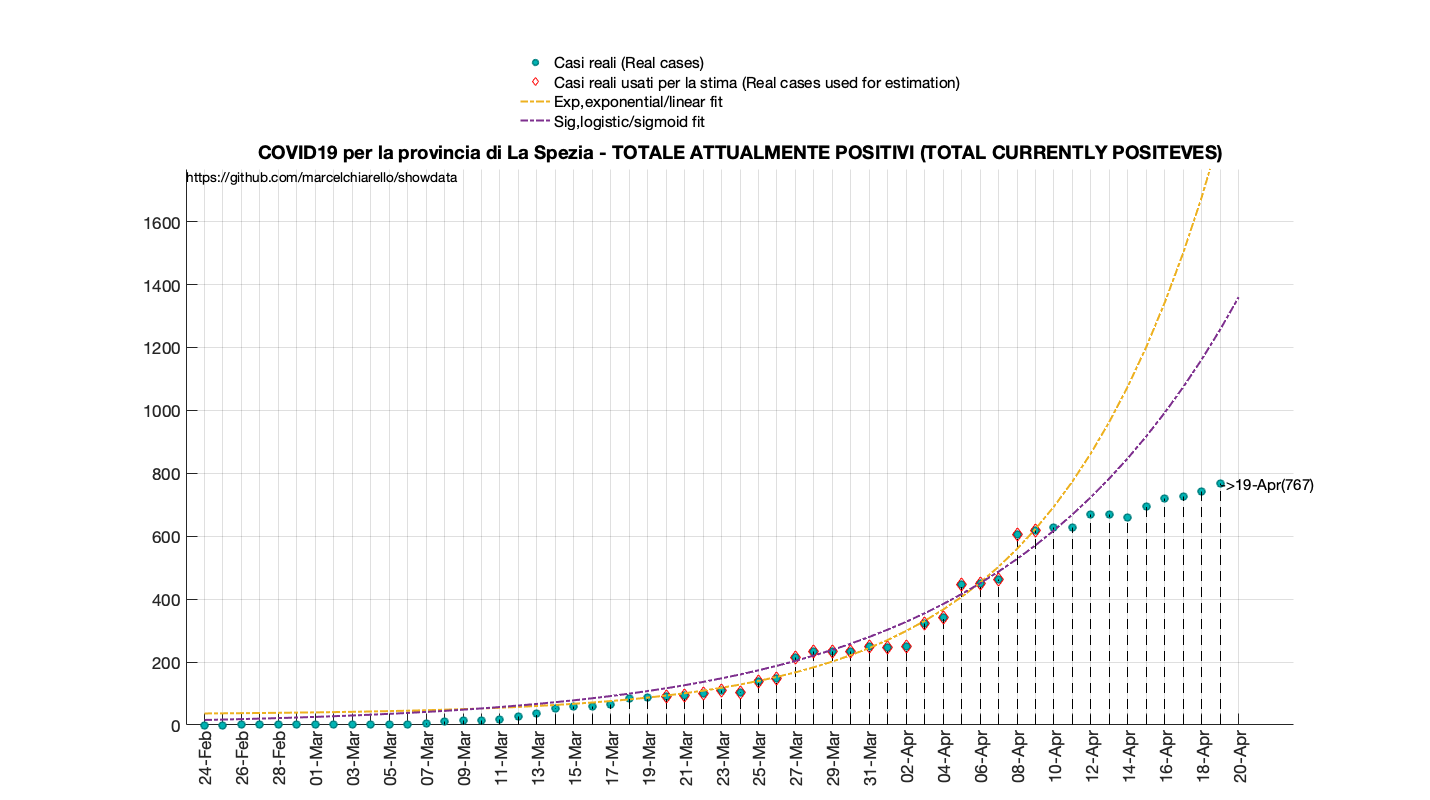 Casi reali (Real cases)
Casi reali usati per la stima (Real cases used for estimation)
Exp,exponential/linear fit
Sig,logistic/sigmoid fit
COVID19 per la provincia di La Spezia - TOTALE ATTUALMENTE POSITIVI (TOTAL CURRENTLY POSITEVES)
https://github.com/marcelchiarello/showdata
1600
1400
1200
1000
800
600
400
200
0
->19-Apr(767)
24-Feb
26-Feb
28-Feb
01-Mar
03-Mar
05-Mar
07-Mar
09-Mar
11-Mar
13-Mar
15-Mar
17-Mar
19-Mar
21-Mar
23-Mar
25-Mar
27-Mar
29-Mar
31-Mar
02-Apr
04-Apr
06-Apr
08-Apr
10-Apr
12-Apr
14-Apr
16-Apr
18-Apr
20-Apr